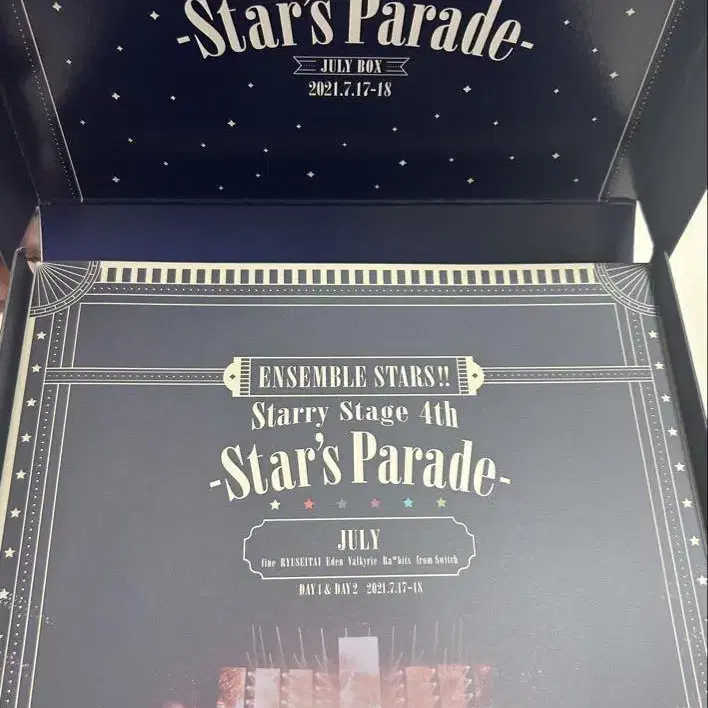 -Star's Parade-
JULY BOX
2021.7.17-18
ENSEMBLE STARS!!
Starry Stage 4th
-Star's Parade-
JULY
fine RYUSEITAI Eden Valkyrie Ra*bits from Switch
DAY1 & DAY2 2021.7.17-18